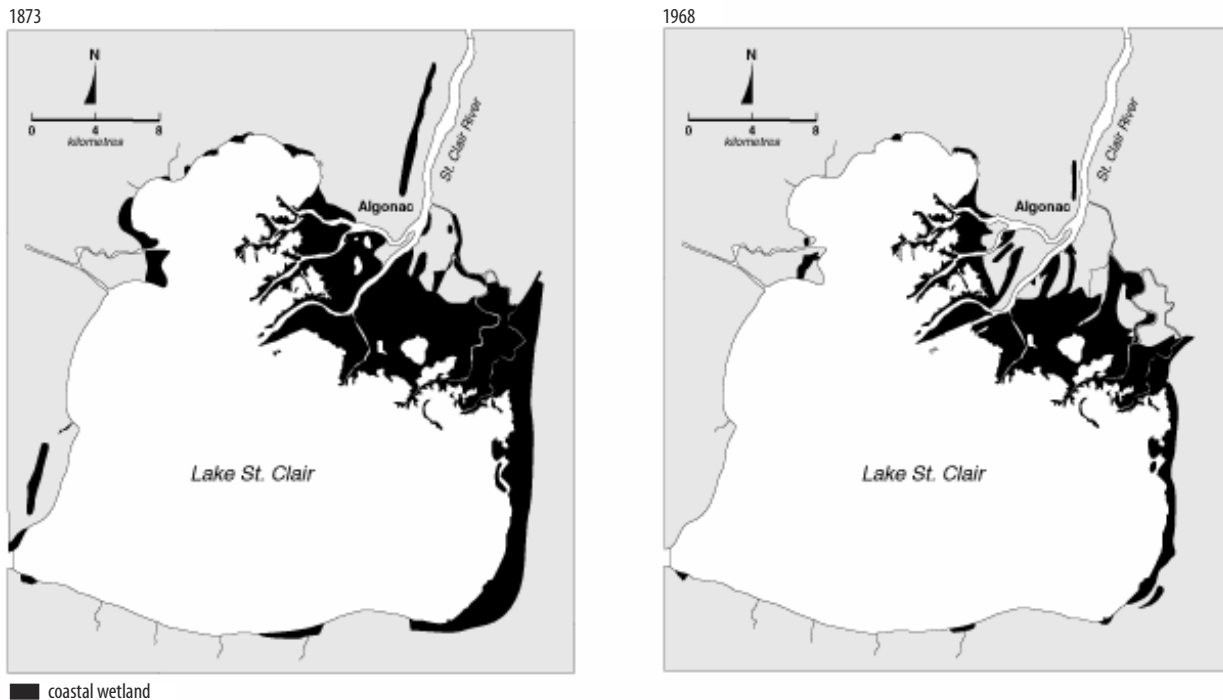 1873
N
0 4 8
kilometres
St. Clair River
Algonac
Lake St. Clair
1968
N
0 4 8
kilometres
St. Clair River
Algonac
Lake St. Clair
coastal wetland